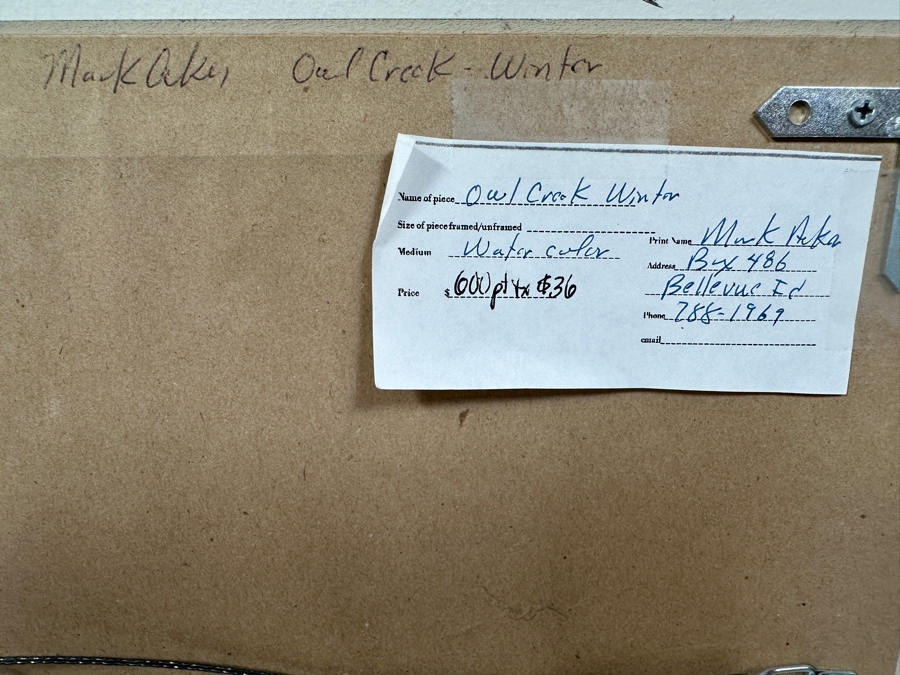 Mark Aker, Owl Creek - Winter
Name of piece Owl Creek Winter
Size of piece framed/unframed
Medium Water color
Price $600 pl tx $36
Print Name Mark Aker
Address Box 486
Bellevue Id
Phone 788-1969
email